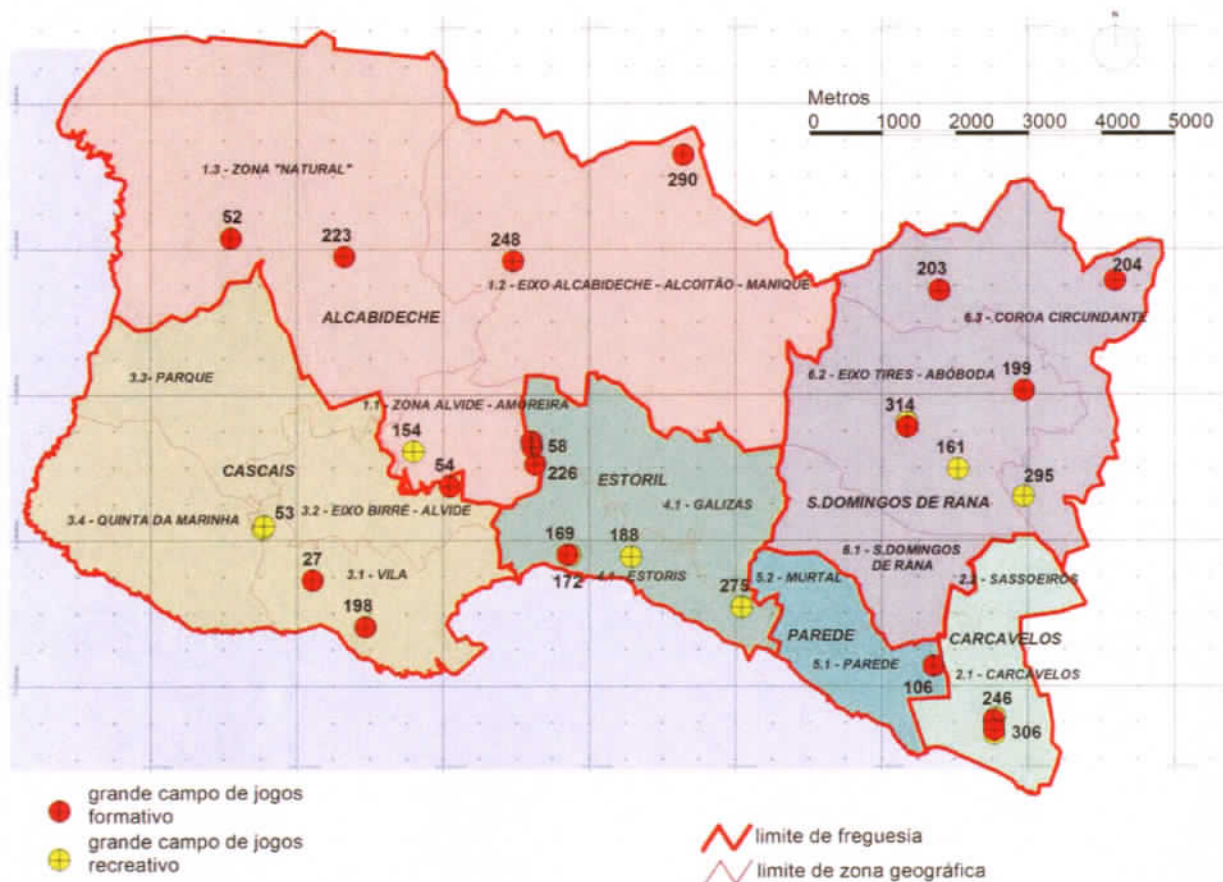 N
Metros
0 1000 2000 3000 4000 5000
290
1.3 - ZONA "NATURAL"
52
223
248
1.2 - EIXO ALCABIDECHE - ALCOITÃO - MANIQUE
203
204
ALCABIDECHE
6.3 - COROA CIRCUNDANTE
3.3- PARQUE
6.2 - EIXO TIRES - ABÓBODA
199
1.1 - ZONA ALVIDE - AMOREIRA
314
154
58
161
CASCAIS
54
226
ESTORIL
295
4.1 - GALIZAS
S.DOMINGOS DE RANA
3.4 - QUINTA DA MARINHA
53
3.2 - EIXO BIRRE - ALVIDE
169
188
6.1 - S.DOMINGOS
DE RANA
27
3.1 - VILA
172
4.1 - ESTORIS
275
5.2 - MURTAL
2.2 - SASSOEIROS
198
PAREDE
CARCAVELOS
5.1 - PAREDE
2.1 - CARCAVELOS
106
246
306
grande campo de jogos
formativo
grande campo de jogos
recreativo
limite de freguesia
limite de zona geográfica